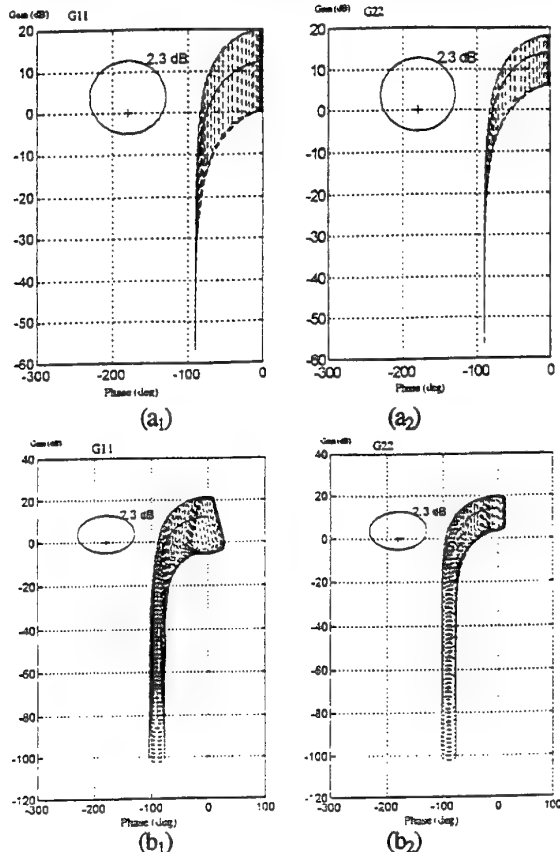 Gain (dB) G11
20
10
0
-10
-20
-30
-40
-50
-60
-300 -200 -100 0
Phase (deg)
2.3 dB
(a1)
Gain (dB) G22
20
10
0
-10
-20
-30
-40
-50
-60
-300 -200 -100 0
Phase (deg)
2.3 dB
(a2)
Gain (dB) G11
40
20
0
-20
-40
-60
-80
-100
-120
-300 -200 -100 0 100
Phase (deg)
2.3 dB
(b1)
Gain (dB) G22
40
20
0
-20
-40
-60
-80
-100
-120
-300 -200 -100 0 100
Phase (deg)
2.3 dB
(b2)